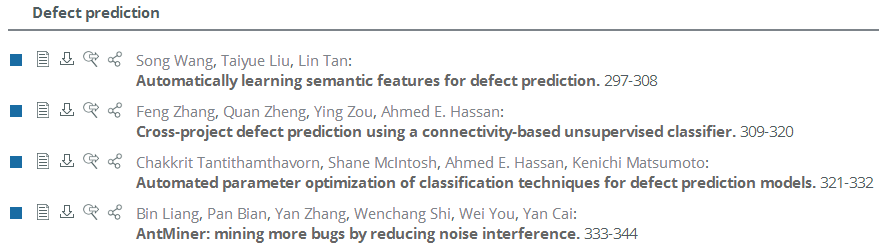 Defect prediction
Song Wang, Taiyue Liu, Lin Tan:
Automatically learning semantic features for defect prediction. 297-308
Feng Zhang, Quan Zheng, Ying Zou, Ahmed E. Hassan:
Cross-project defect prediction using a connectivity-based unsupervised classifier. 309-320
Chakkrit Tantithamthavorn, Shane McIntosh, Ahmed E. Hassan, Kenichi Matsumoto:
Automated parameter optimization of classification techniques for defect prediction models. 321-332
Bin Liang, Pan Bian, Yan Zhang, Wenchang Shi, Wei You, Yan Cai:
AntMiner: mining more bugs by reducing noise interference. 333-344